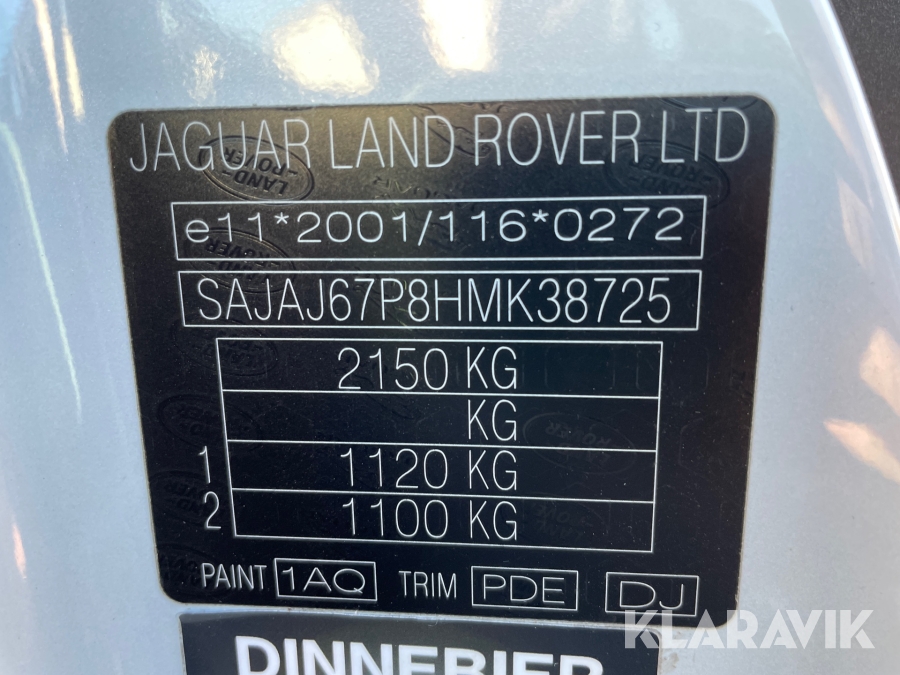 JAGUAR LAND ROVER LTD
e11*2001/116*0272
SAJAJ67P8HMK38725
2150 KG
KG
1 1120 KG
2 1100 KG
PAINT 1AQ TRIM PDE DJ
KLARAVIK
DINNEBIER